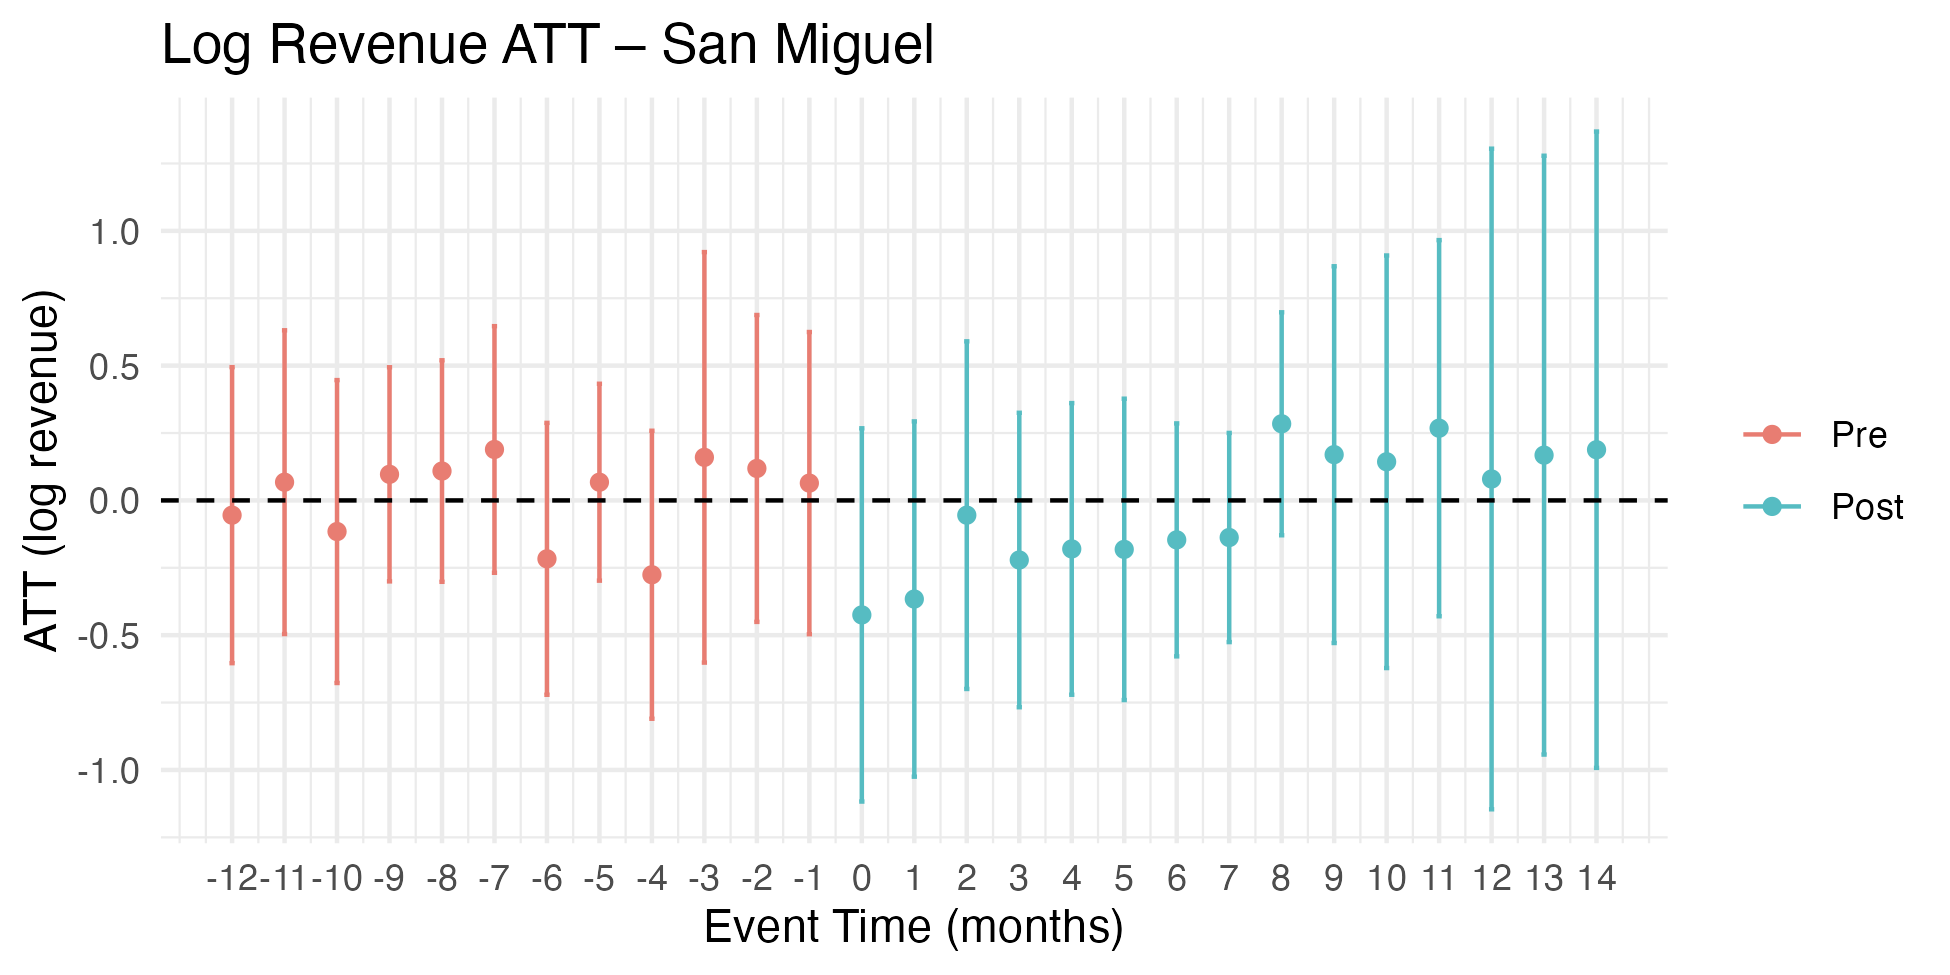 Log Revenue ATT – San Miguel
ATT (log revenue)
1.0
0.5
0.0
-0.5
-1.0
-12 -11 -10 -9 -8 -7 -6 -5 -4 -3 -2 -1 0 1 2 3 4 5 6 7 8 9 10 11 12 13 14
Event Time (months)
Pre
Post